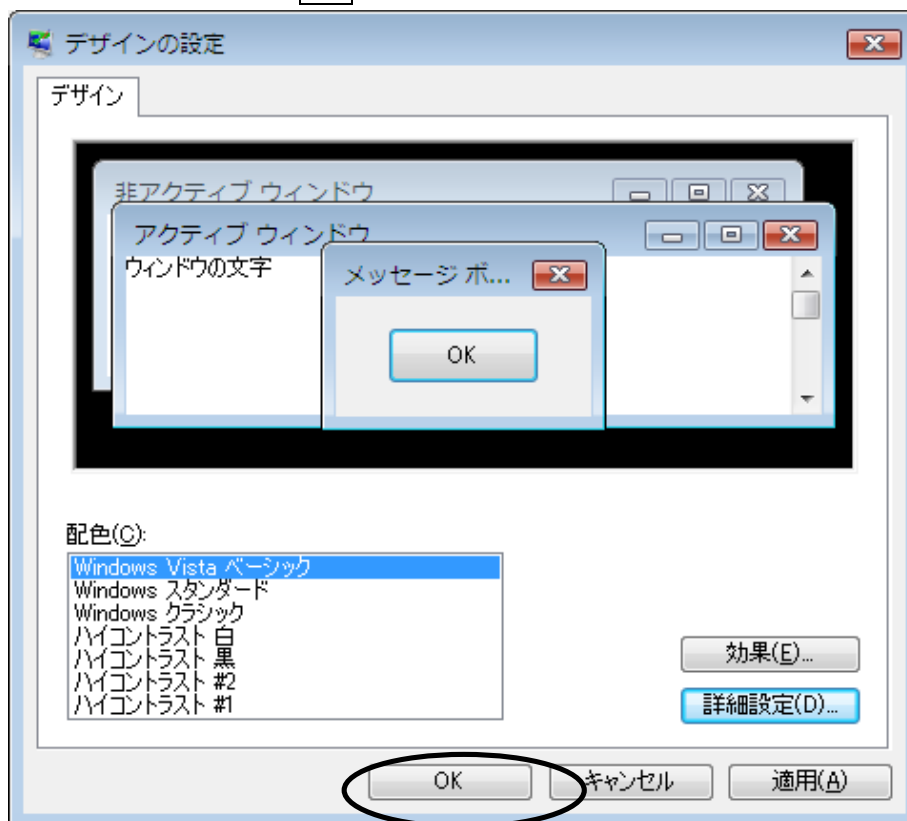 デザインの設定
デザイン
非アクティブ ウィンドウ
アクティブ ウィンドウ
ウィンドウの文字
メッセージ ボ...
OK
配色(C):
Windows Vista ベーシック
Windows スタンダード
Windows クラシック
ハイコントラスト 白
ハイコントラスト 黒
ハイコントラスト #2
ハイコントラスト #1
効果(E)...
詳細設定(D)...
OK キャンセル 適用(A)